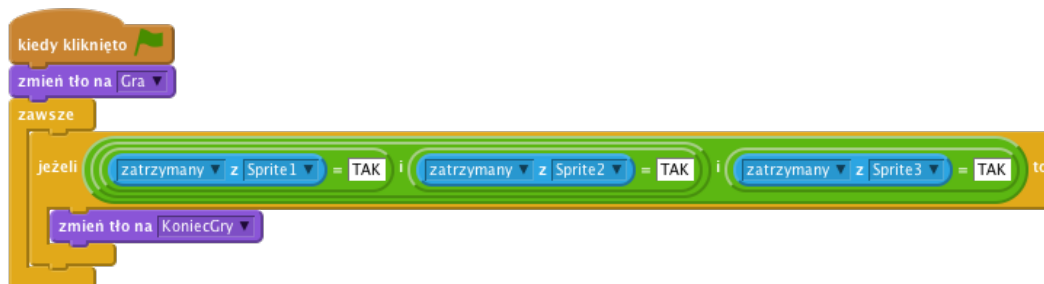 kiedy kliknięto
zmień tło na Gra
zawsze
jeżeli zatrzymany z Sprite1 = TAK i zatrzymany z Sprite2 = TAK i zatrzymany z Sprite3 = TAK to
zmień tło na KoniecGry